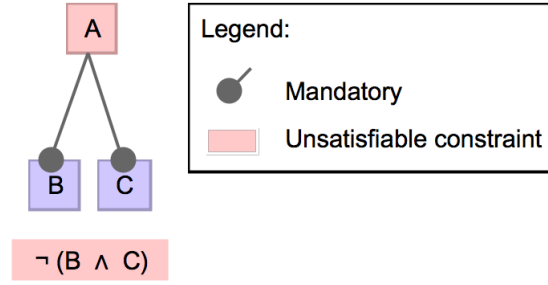 A
B
C
¬ (B ∧ C)
Legend:
Mandatory
Unsatisfiable constraint